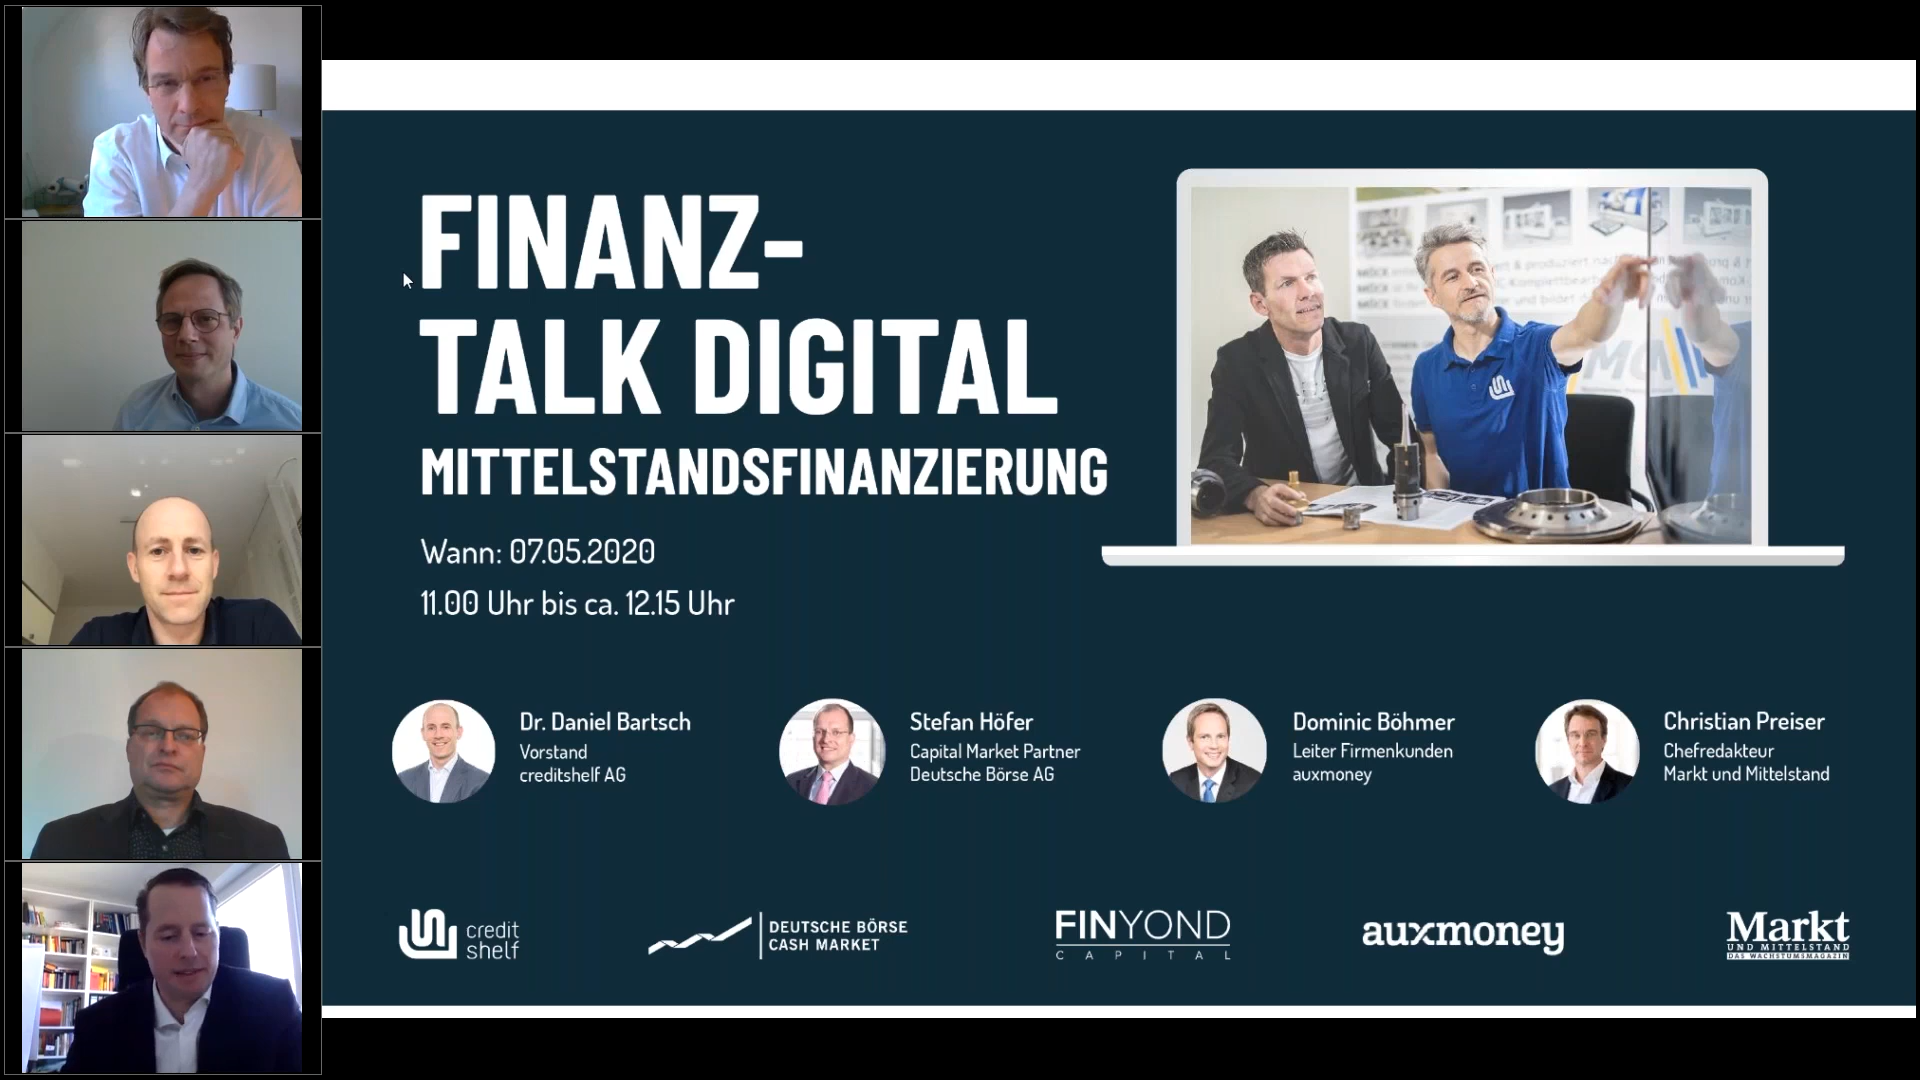 FINANZ-
TALK DIGITAL
MITTELSTANDSFINANZIERUNG
Wann: 07.05.2020
11.00 Uhr bis ca. 12.15 Uhr
Dr. Daniel Bartsch
Vorstand
creditshelf AG
Stefan Höfer
Capital Market Partner
Deutsche Börse AG
Dominic Böhmer
Leiter Firmenkunden
auxmoney
Christian Preiser
Chefredakteur
Markt und Mittelstand
credit
shelf
DEUTSCHE BÖRSE
CASH MARKET
FINYOND
CAPITAL
auxmoney
Markt
UND MITTELSTAND
DAS WACHSTUMSMAGAZIN